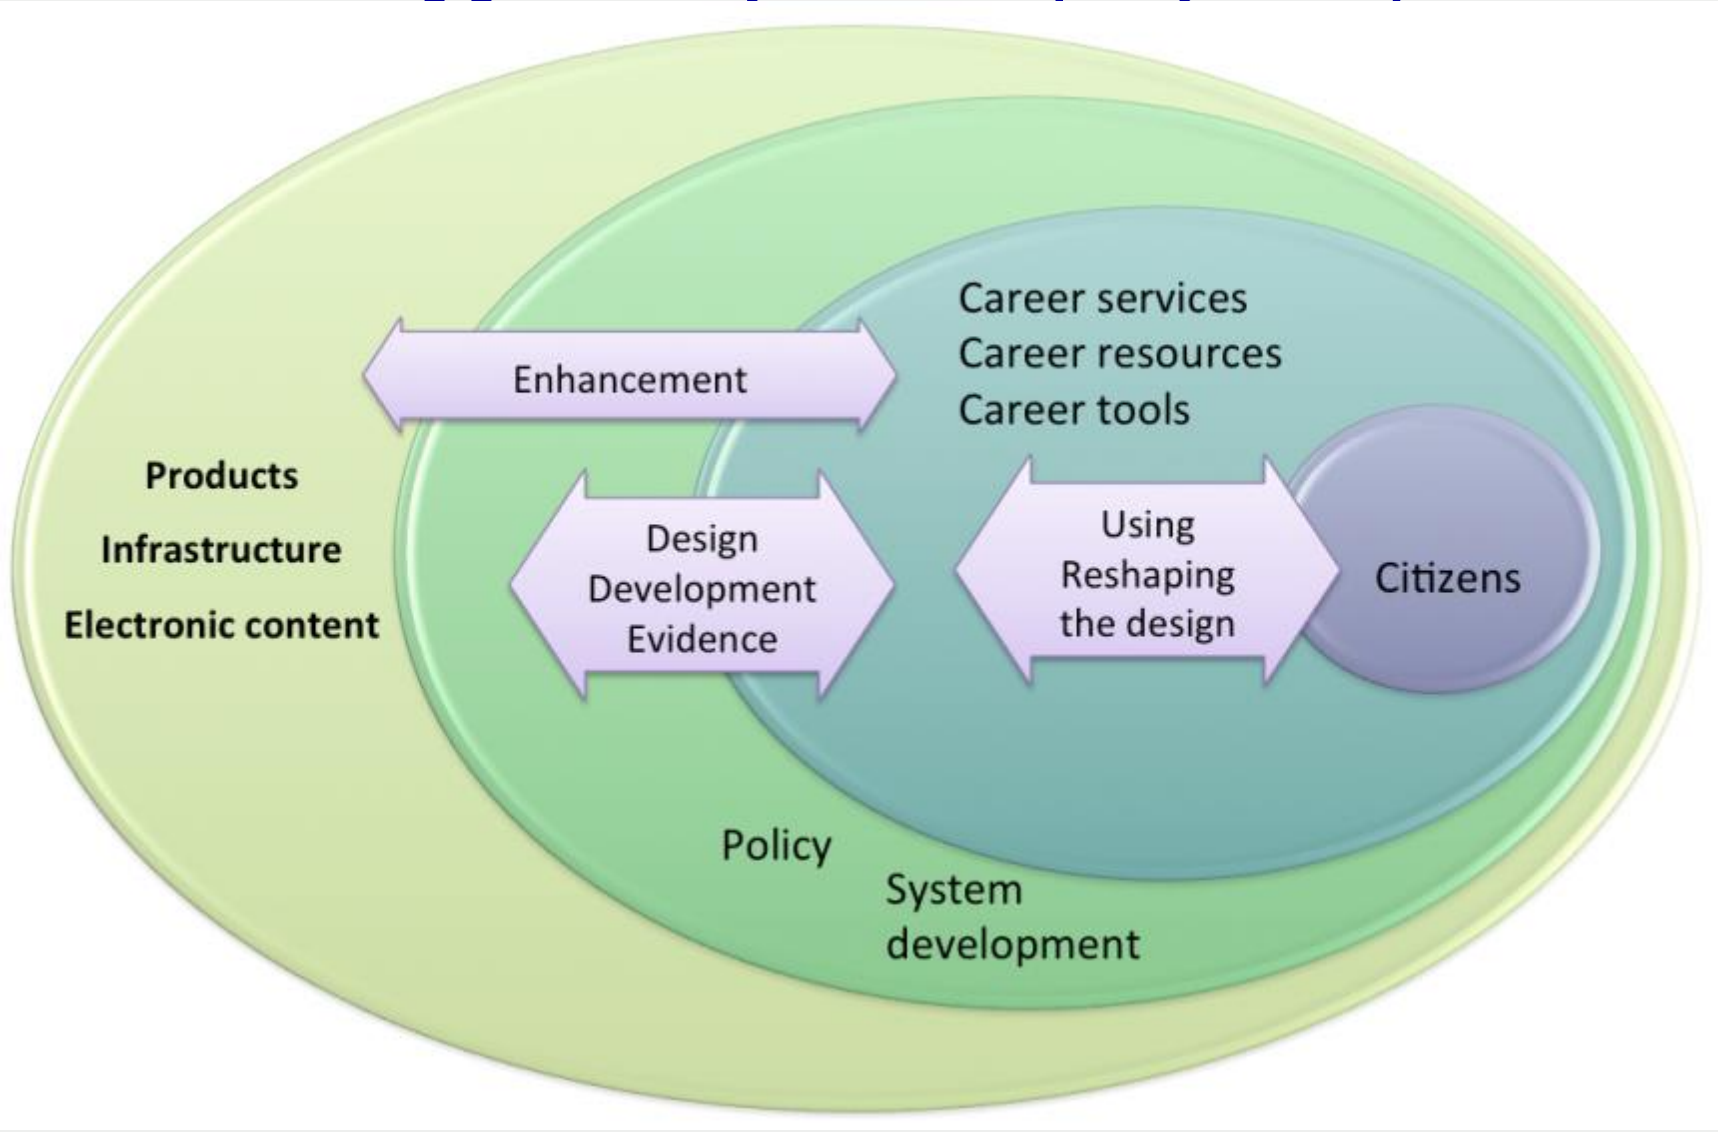 Career services
Career resources
Career tools
Enhancement
Products
Infrastructure
Electronic content
Design
Development
Evidence
Using
Reshaping
the design
Citizens
Policy
System
development